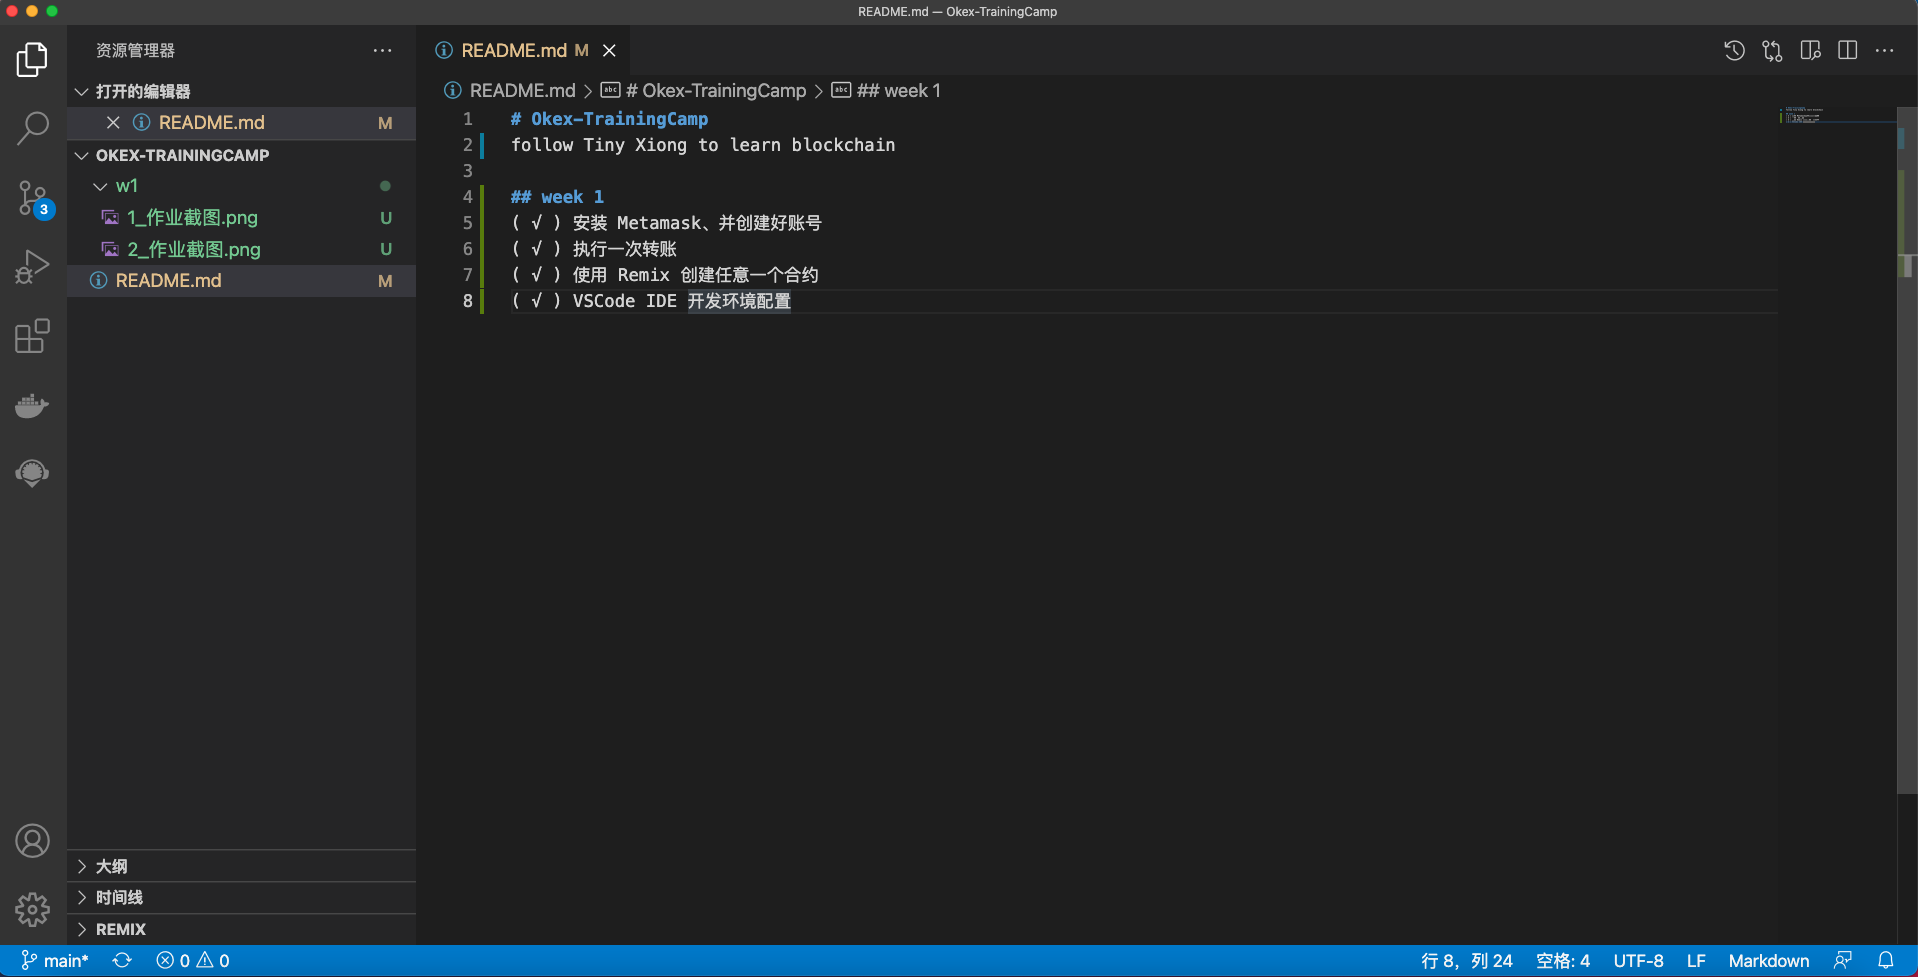 README.md — Okex-TrainingCamp
资源管理器
打开的编辑器
README.md M
OKEX-TRAININGCAMP
w1
1_作业截图.png U
2_作业截图.png U
README.md M
大纲
时间线
REMIX
README.md M
README.md > # Okex-TrainingCamp > ## week 1
1 # Okex-TrainingCamp
2 follow Tiny Xiong to learn blockchain
3
4 ## week 1
5 ( √ ) 安装 Metamask、并创建好账号
6 ( √ ) 执行一次转账
7 ( √ ) 使用 Remix 创建任意一个合约
8 ( √ ) VSCode IDE 开发环境配置
3
main* 0 0 行 8，列 24 空格: 4 UTF-8 LF Markdown